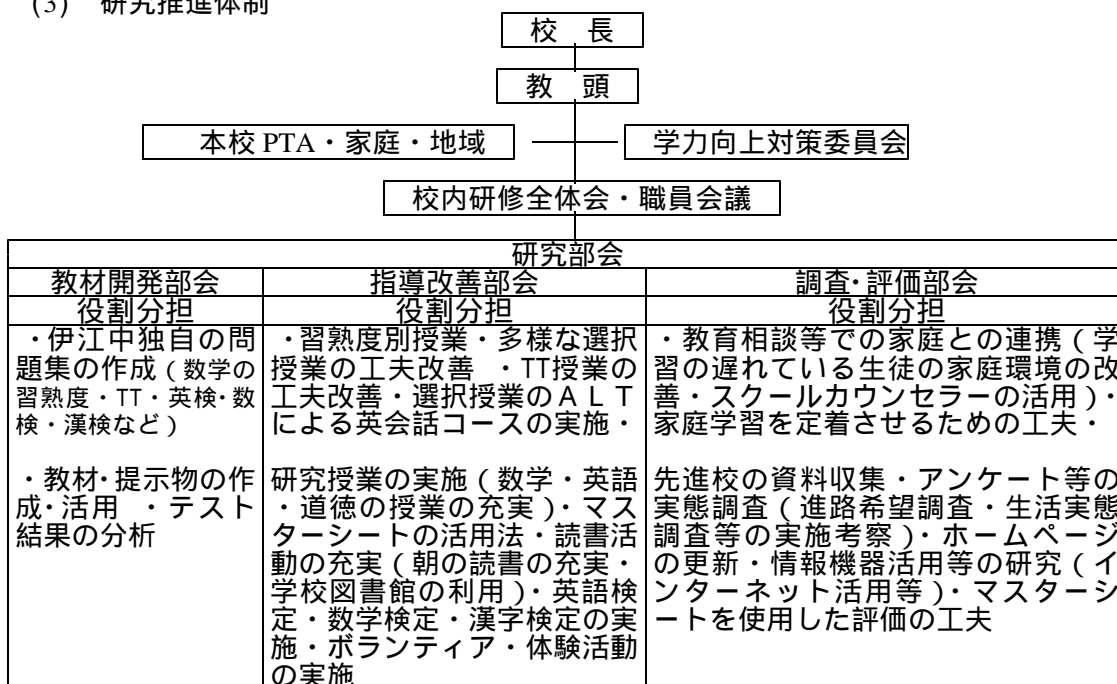 (3) 研究推進体制
校 長
教 頭
本校 PTA・家庭・地域
学力向上対策委員会
校内研修全体会・職員会議
研究部会
教材開発部会
役割分担
・伊江中独自の問
題集の作成（数学の
習熟度・TT・英検・数
検・漢検など）
・教材・提示物の作
成・活用 ・テスト
結果の分析
指導改善部会
役割分担
・習熟度別授業・多様な選択
授業の工夫改善 ・TT授業の
工夫改善・選択授業のＡＬＴ
による英会話コースの実施・
研究授業の実施（数学・英語
・道徳の授業の充実）・マス
ターシートの活用法・読書活
動の充実（朝の読書の充実・
学校図書館の利用）・英語検
定・数学検定・漢字検定の実
施・ボランティア・体験活動
の実施
調査・評価部会
役割分担
・教育相談等での家庭との連携（学
習の遅れている生徒の家庭環境の改
善・スクールカウンセラーの活用）・
家庭学習を定着させるための工夫・
先進校の資料収集・アンケート等の
実態調査（進路希望調査・生活実態
調査等の実施考察）・ホームページ
の更新・情報機器活用等の研究（イ
ンターネット活用等）・マスターシ
ートを使用した評価の工夫